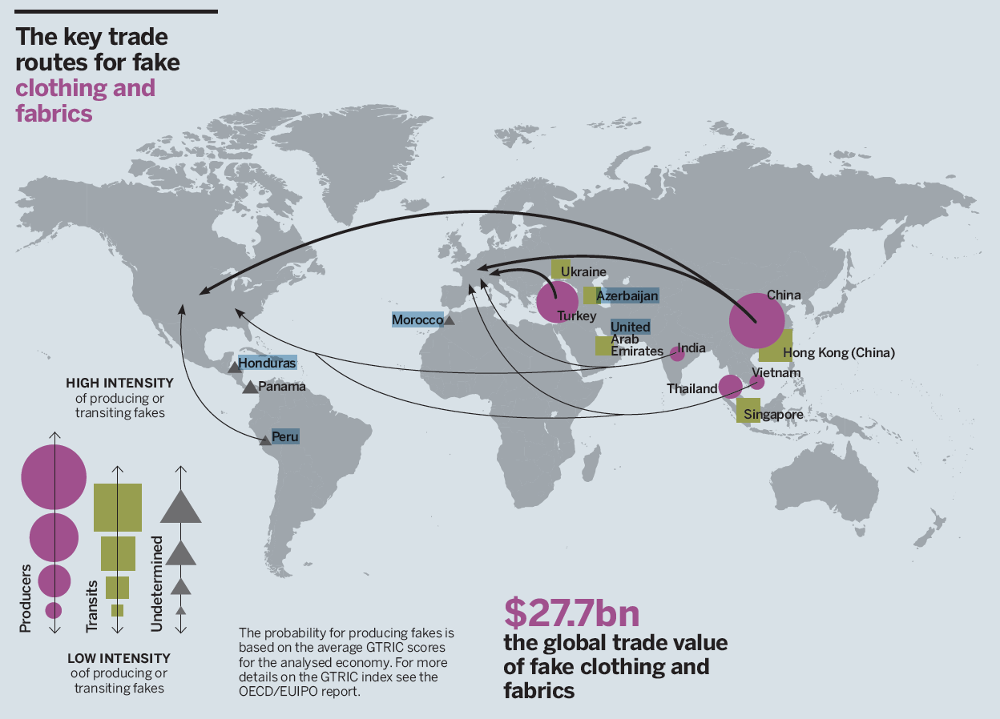 The key trade
routes for fake
clothing and
fabrics
Ukraine
Azerbaijan
China
Turkey
Morocco
United
Arab
Emirates
India
Hong Kong (China)
Honduras
Vietnam
Panama
Thailand
Singapore
Peru
HIGH INTENSITY
of producing or
transiting fakes
Producers
Transits
Undetermined
LOW INTENSITY
oof producing or
transiting fakes
The probability for producing fakes is
based on the average GTRIC scores
for the analysed economy. For more
details on the GTRIC index see the
OECD/EUIPO report.
$27.7bn
the global trade value
of fake clothing and
fabrics